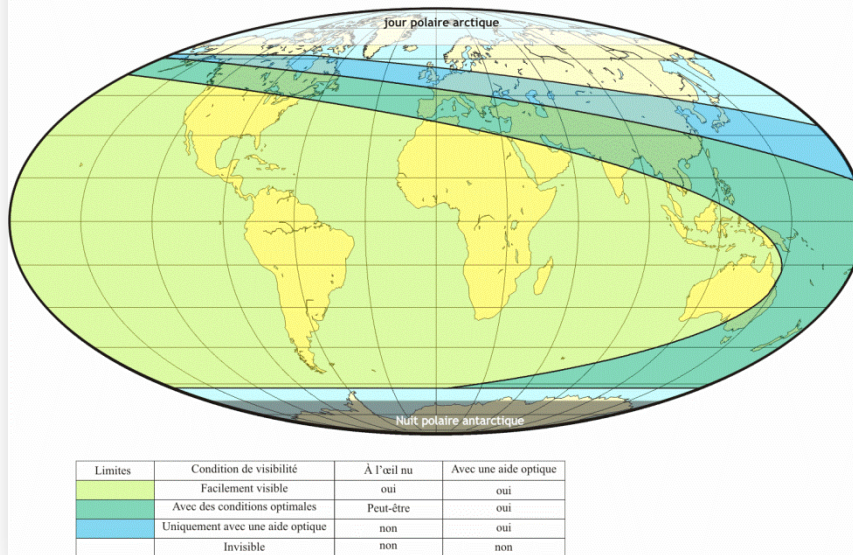 jour polaire arctique
Nuit polaire antarctique
Limites Condition de visibilité À l’œil nu Avec une aide optique
Facilement visible oui oui
Avec des conditions optimales Peut-être oui
Uniquement avec une aide optique non oui
Invisible non non